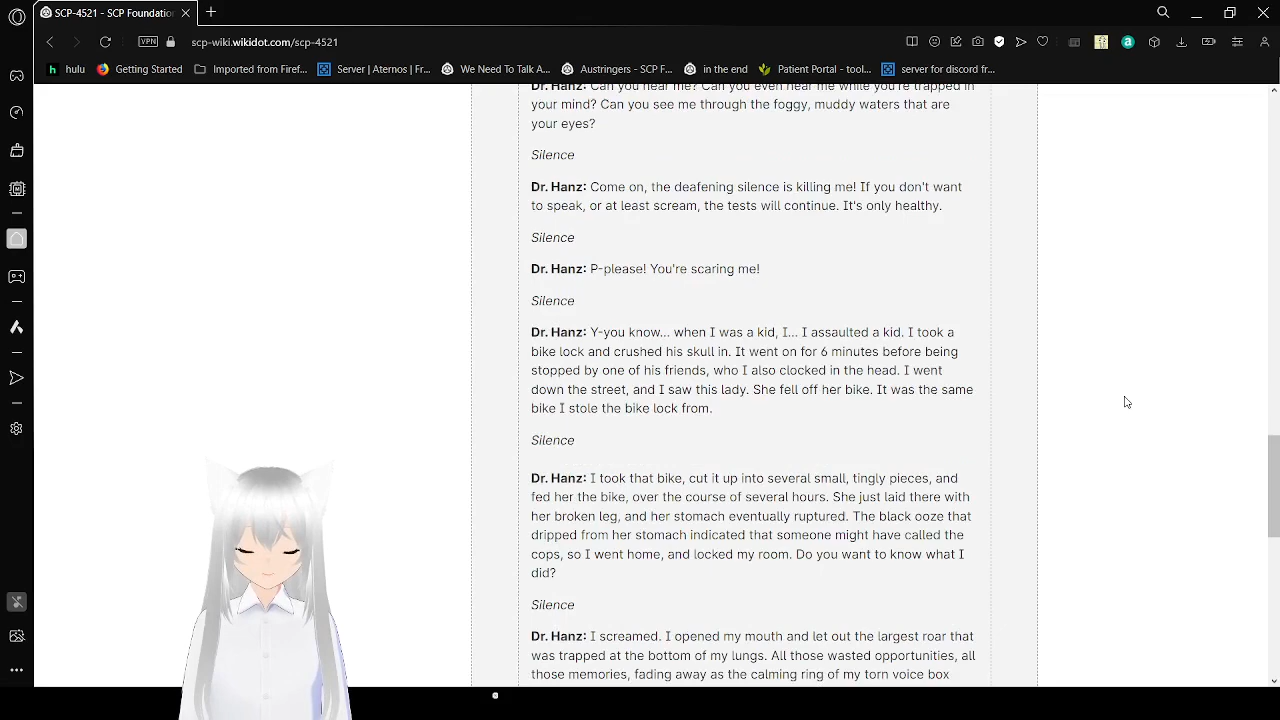 SCP-4521 - SCP Foundation
VPN
scp-wiki.wikidot.com/scp-4521
h hulu
Getting Started
Imported from Firef...
Server | Aternos | Fr...
We Need To Talk A...
Austringers - SCP F...
in the end
Patient Portal - tool...
server for discord fr...
a
Dr. Hanz: Can you hear me? Can you even hear me while you're trapped in
your mind? Can you see me through the foggy, muddy waters that are
your eyes?
Silence
Dr. Hanz: Come on, the deafening silence is killing me! If you don't want
to speak, or at least scream, the tests will continue. It's only healthy.
Silence
Dr. Hanz: P-please! You're scaring me!
Silence
Dr. Hanz: Y-you know... when I was a kid, I... I assaulted a kid. I took a
bike lock and crushed his skull in. It went on for 6 minutes before being
stopped by one of his friends, who I also clocked in the head. I went
down the street, and I saw this lady. She fell off her bike. It was the same
bike I stole the bike lock from.
Silence
Dr. Hanz: I took that bike, cut it up into several small, tingly pieces, and
fed her the bike, over the course of several hours. She just laid there with
her broken leg, and her stomach eventually ruptured. The black ooze that
dripped from her stomach indicated that someone might have called the
cops, so I went home, and locked my room. Do you want to know what I
did?
Silence
Dr. Hanz: I screamed. I opened my mouth and let out the largest roar that
was trapped at the bottom of my lungs. All those wasted opportunities, all
those memories, fading away as the calming ring of my torn voice box